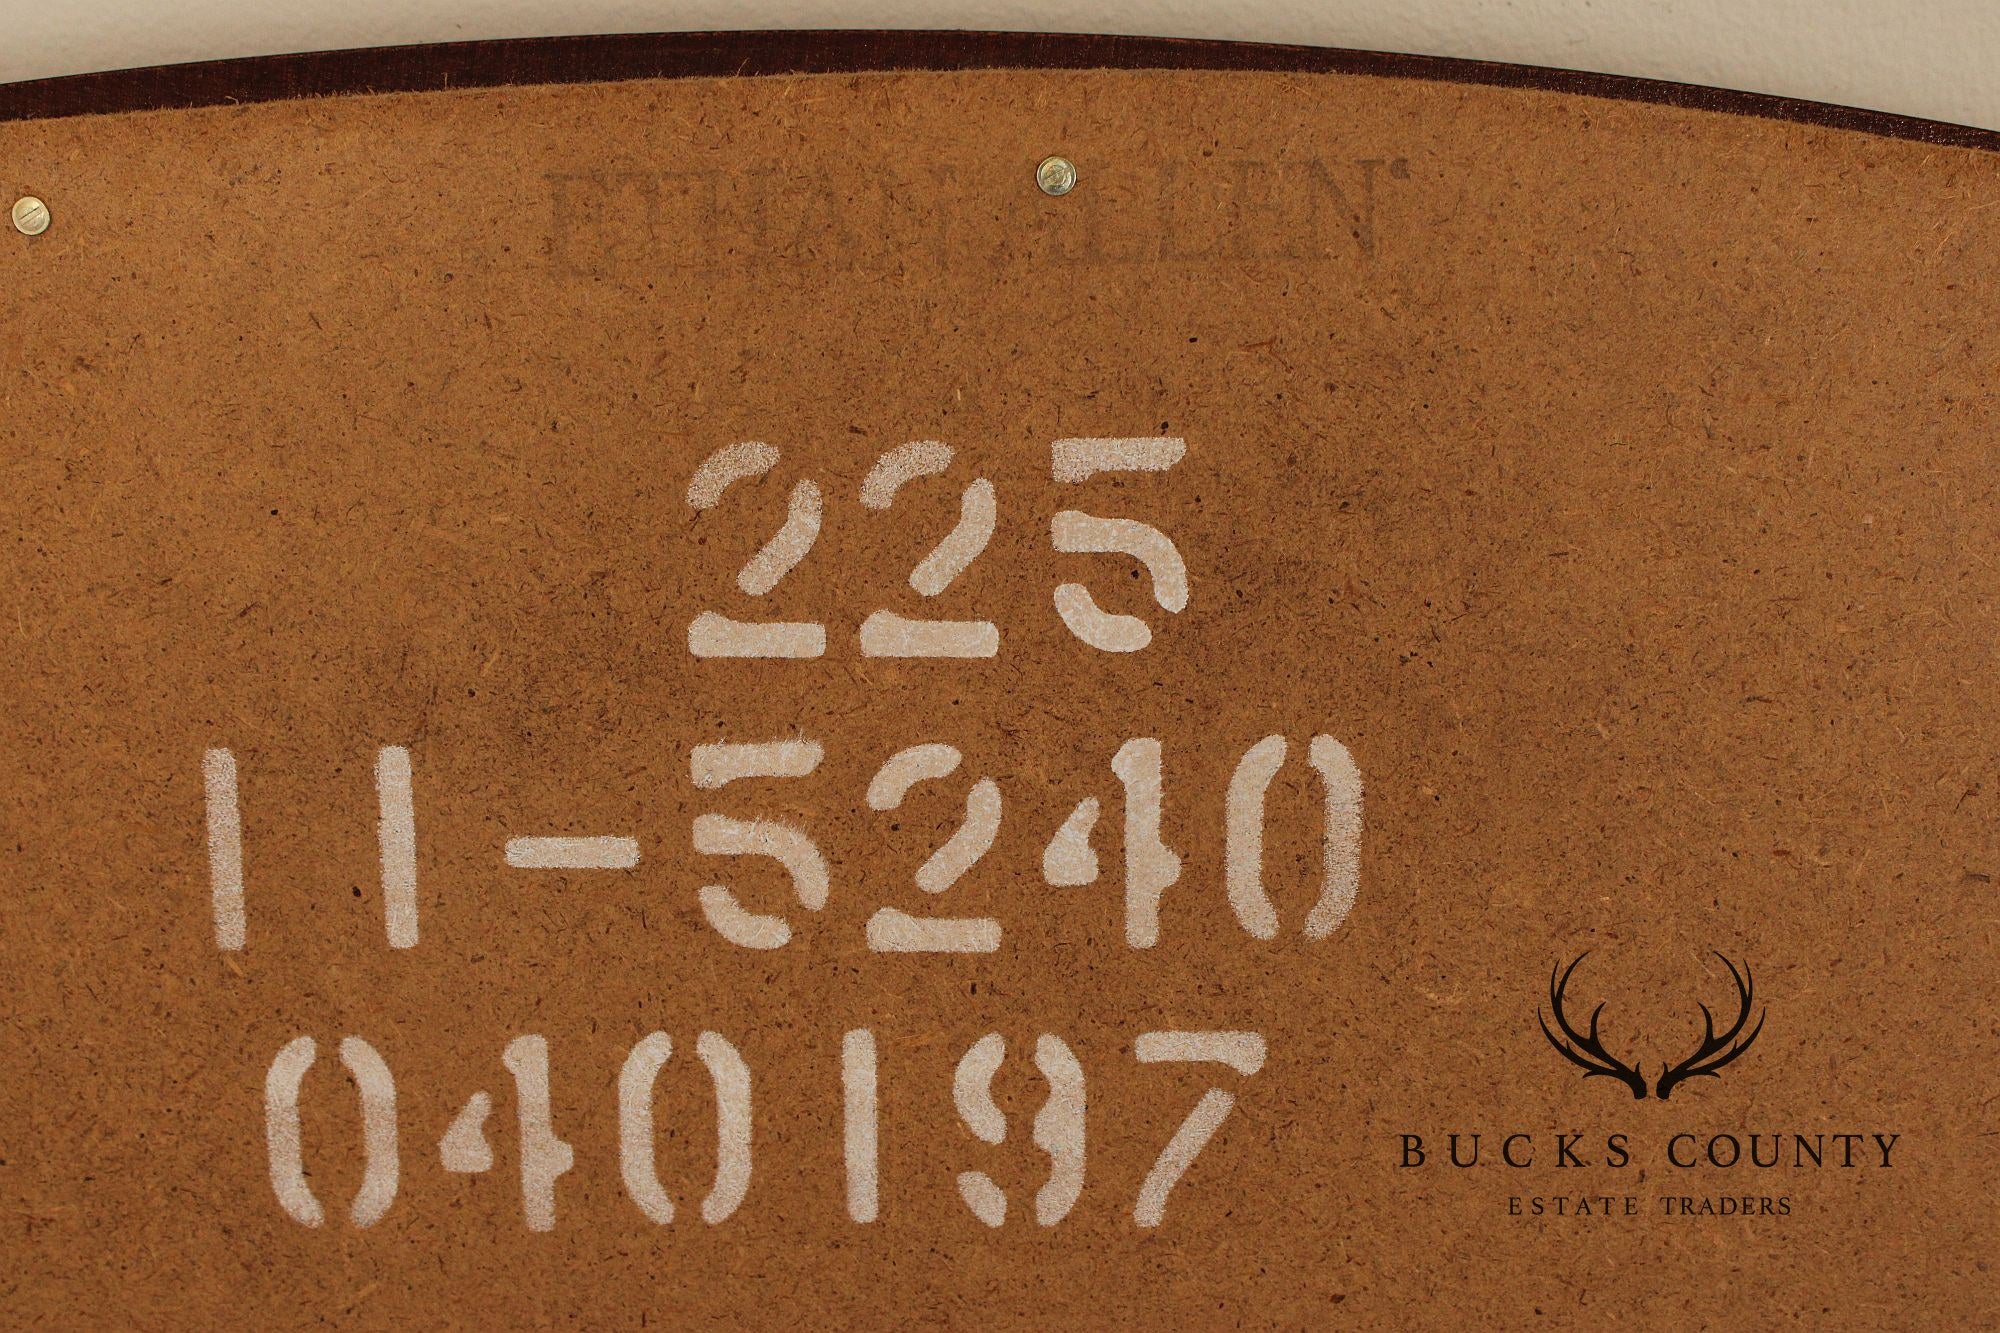 ETHAN ALLEN
225
11-5240
040197
BUCKS COUNTY
ESTATE TRADERS